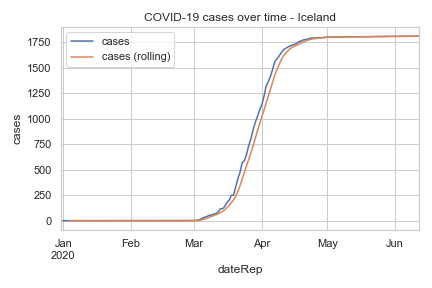 COVID-19 cases over time - Iceland
cases
cases (rolling)
1750
1500
1250
1000
750
500
250
0
cases
Jan
2020
Feb
Mar
Apr
May
Jun
dateRep